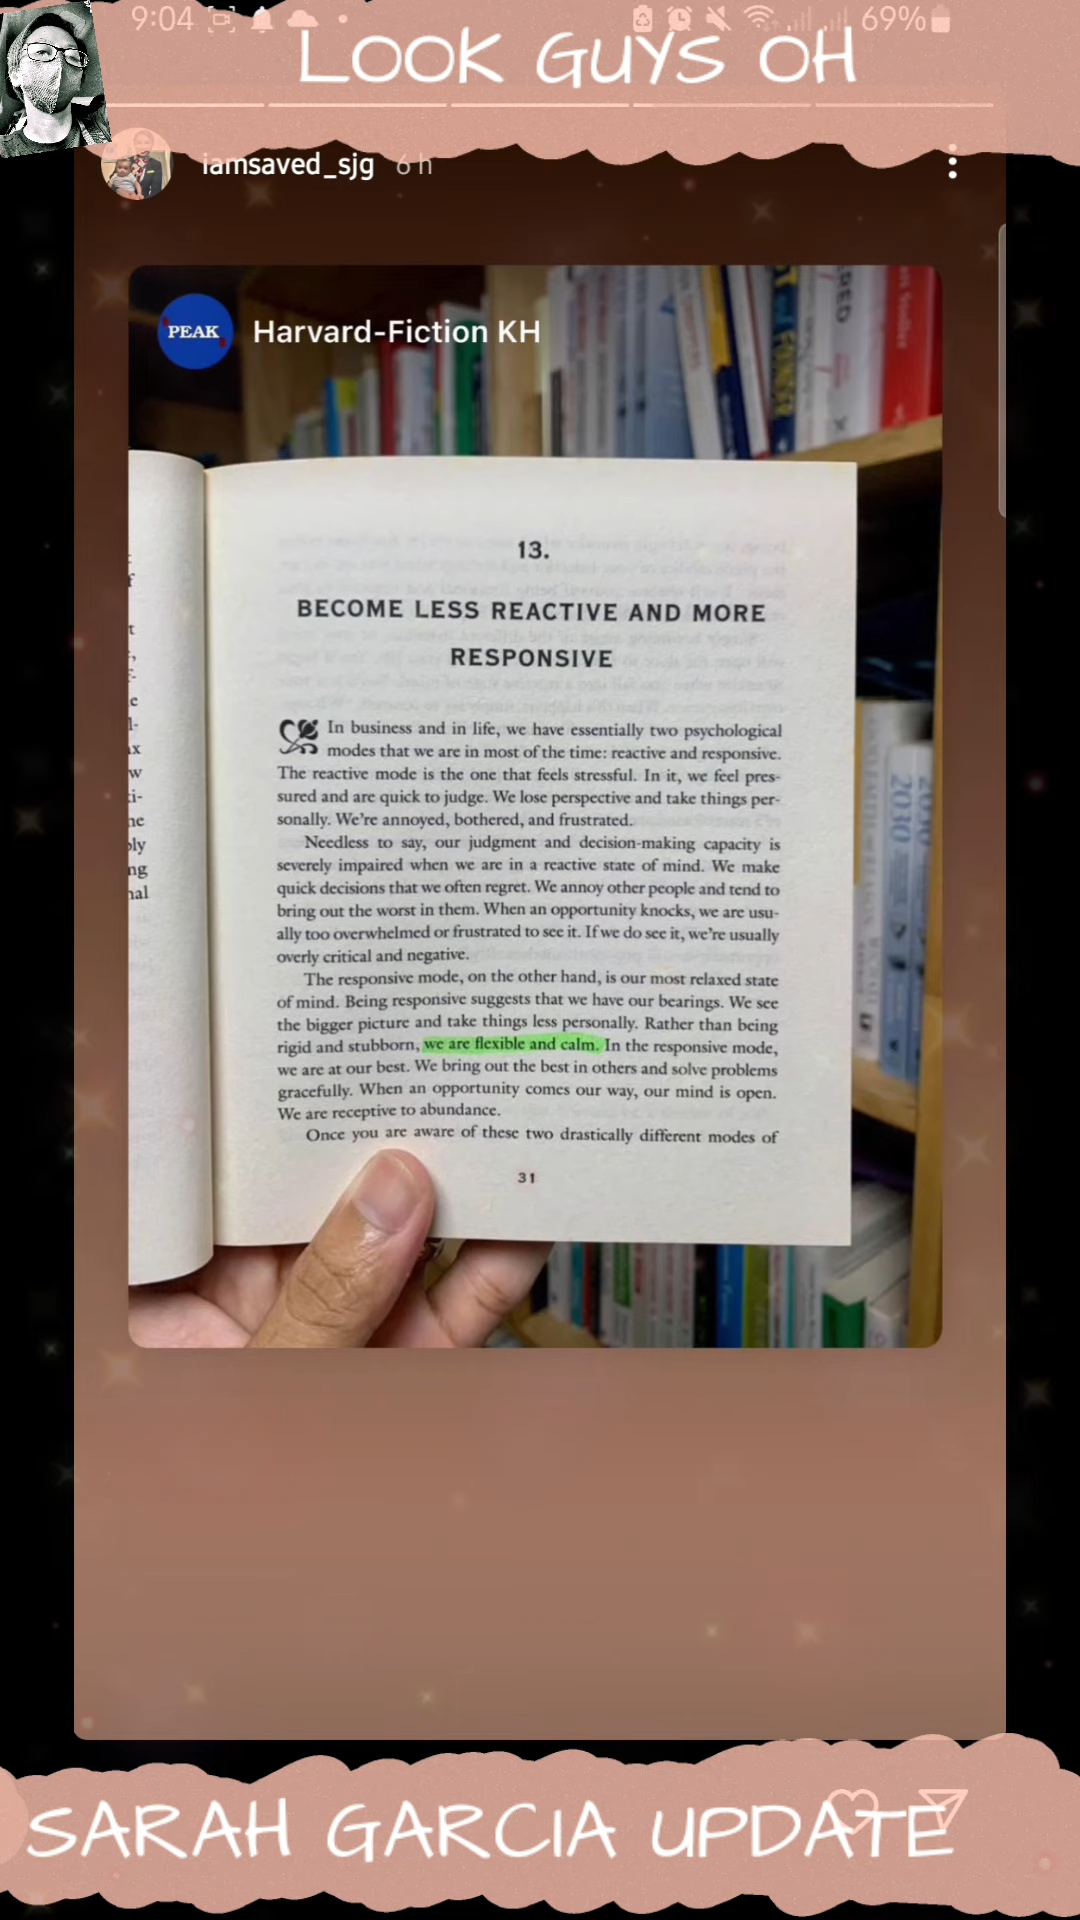 9:04
69%
LOOK GUYS OH
iamsaved_sjg 6 h
PEAK
Harvard-Fiction KH
13.
BECOME LESS REACTIVE AND MORE
RESPONSIVE
In business and in life, we have essentially two psychological
modes that we are in most of the time: reactive and responsive.
The reactive mode is the one that feels stressful. In it, we feel pres-
sured and are quick to judge. We lose perspective and take things per-
sonally. We're annoyed, bothered, and frustrated.
Needless to say, our judgment and decision-making capacity is
severely impaired when we are in a reactive state of mind. We make
quick decisions that we often regret. We annoy other people and tend to
bring out the worst in them. When an opportunity knocks, we are usu-
ally too overwhelmed or frustrated to see it. If we do see it, we're usually
overly critical and negative.
The responsive mode, on the other hand, is our most relaxed state
of mind. Being responsive suggests that we have our bearings. We see
the bigger picture and take things less personally. Rather than being
rigid and stubborn, we are flexible and calm. In the responsive mode,
we are at our best. We bring out the best in others and solve problems
gracefully. When an opportunity comes our way, our mind is open.
We are receptive to abundance.
Once you are aware of these two drastically different modes of
31
2030
2030
SARAH GARCIA UPDATE